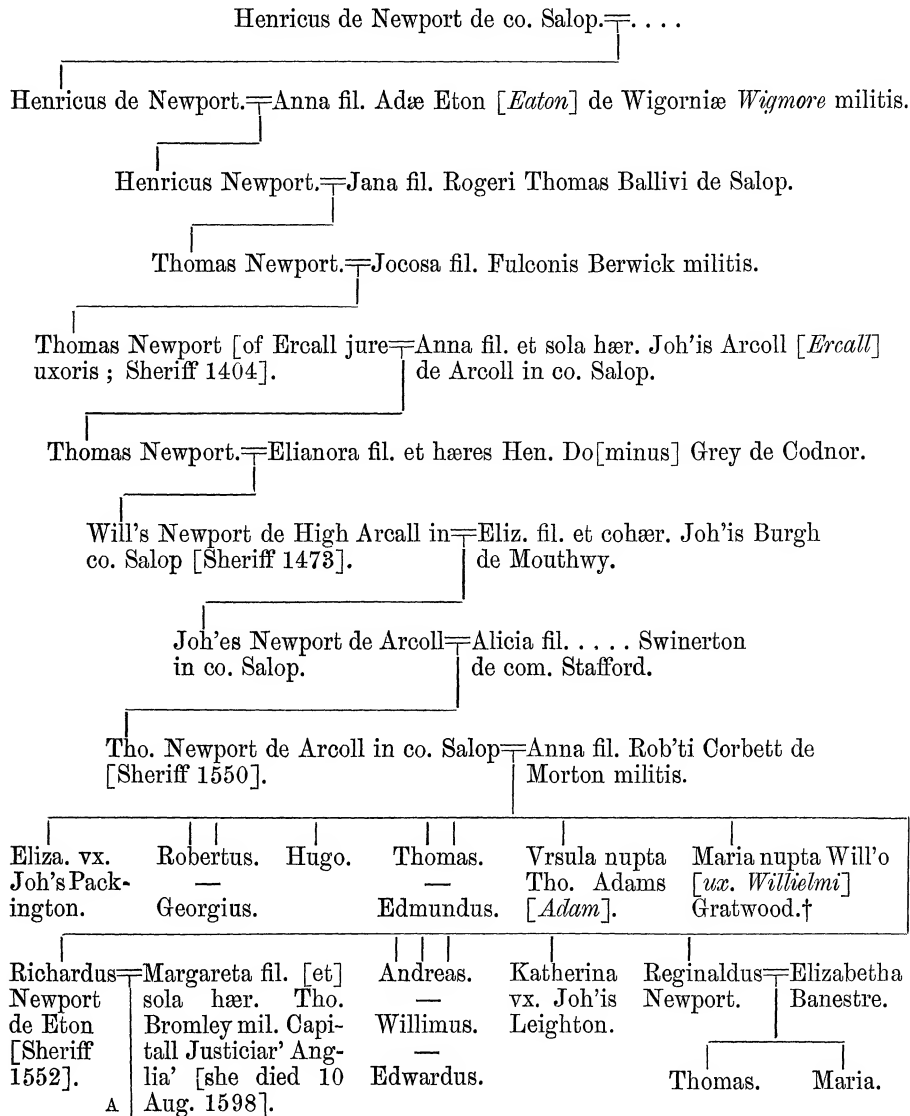 Henricus de Newport de co. Salop.=. . . .
Henricus de Newport.=Anna fil. Adæ Eton [Eaton] de Wigorniæ Wigmore militis.
Henricus Newport.=Jana fil. Rogeri Thomas Ballivi de Salop.
Thomas Newport.=Jocosa fil. Fulconis Berwick militis.
Thomas Newport [of Ercall jure=Anna fil. et sola hær. Joh'is Arcoll [Ercall]
uxoris ; Sheriff 1404]. de Arcoll in co. Salop.
Thomas Newport.=Elianora fil. et hæres Hen. Do[minus] Grey de Codnor.
Will's Newport de High Arcall in=Eliz. fil. et cohær. Joh'is Burgh
co. Salop [Sheriff 1473]. de Mouthwy.
Joh'es Newport de Arcoll=Alicia fil. . . . . . Swinerton
in co. Salop. de com. Stafford.
Tho. Newport de Arcoll in co. Salop=Anna fil. Rob'ti Corbett de
[Sheriff 1550]. Morton militis.
Eliza. vx.
Joh's Pack-
ington.
Robertus.
—
Georgius.
Hugo.
Thomas.
—
Edmundus.
Vrsula nupta
Tho. Adams
[Adam].
Maria nupta Will'o
[ux. Willielmi]
Gratwood.†
Richardus=
Newport
de Eton
[Sheriff
1552].
Margareta fil. [et]
sola hær. Tho.
Bromley mil. Capi-
tall Justiciar' Ang-
lia' [she died 10
Aug. 1598].
A
Andreas.
—
Willimus.
—
Edwardus.
Katherina
vx. Joh'is
Leighton.
Reginaldus=Elizabetha
Newport. Banestre.
Thomas. Maria.